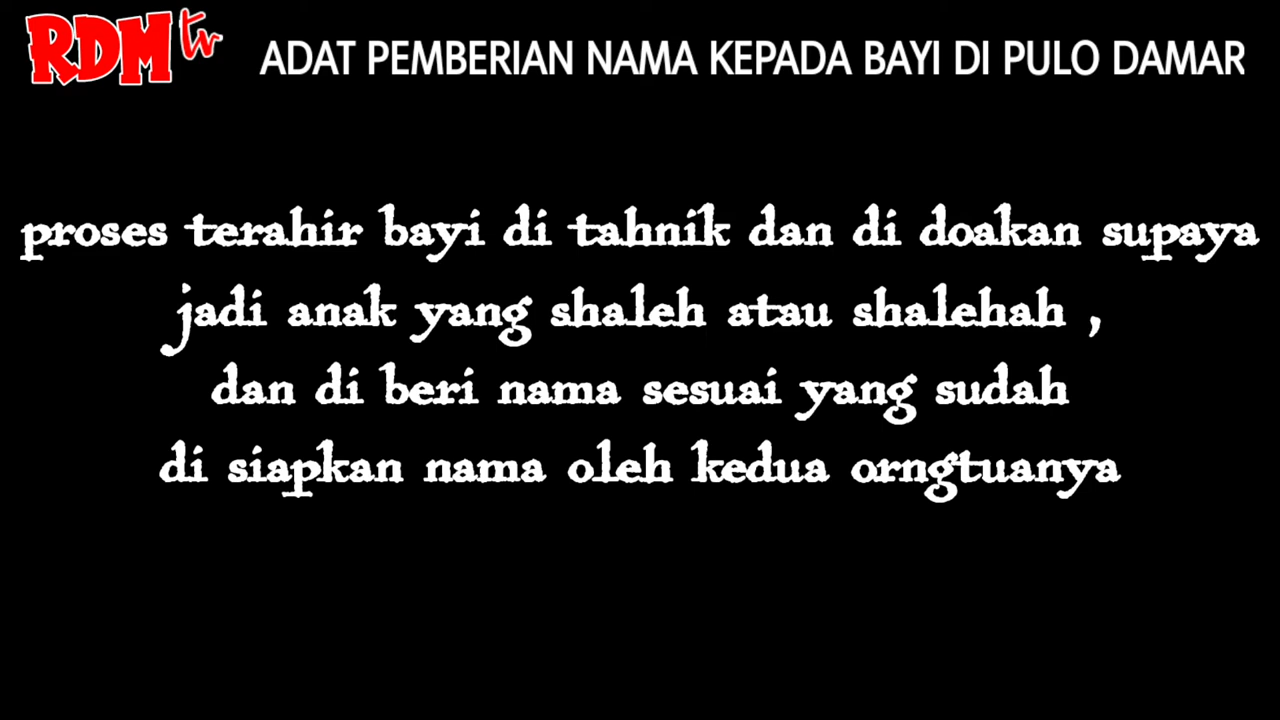 RDM tv
ADAT PEMBERIAN NAMA KEPADA BAYI DI PULO DAMAR
proses terahir bayi di tahnik dan di doakan supaya
jadi anak yang shaleh atau shalehah ,
dan di beri nama sesuai yang sudah
di siapkan nama oleh kedua orngtuanya